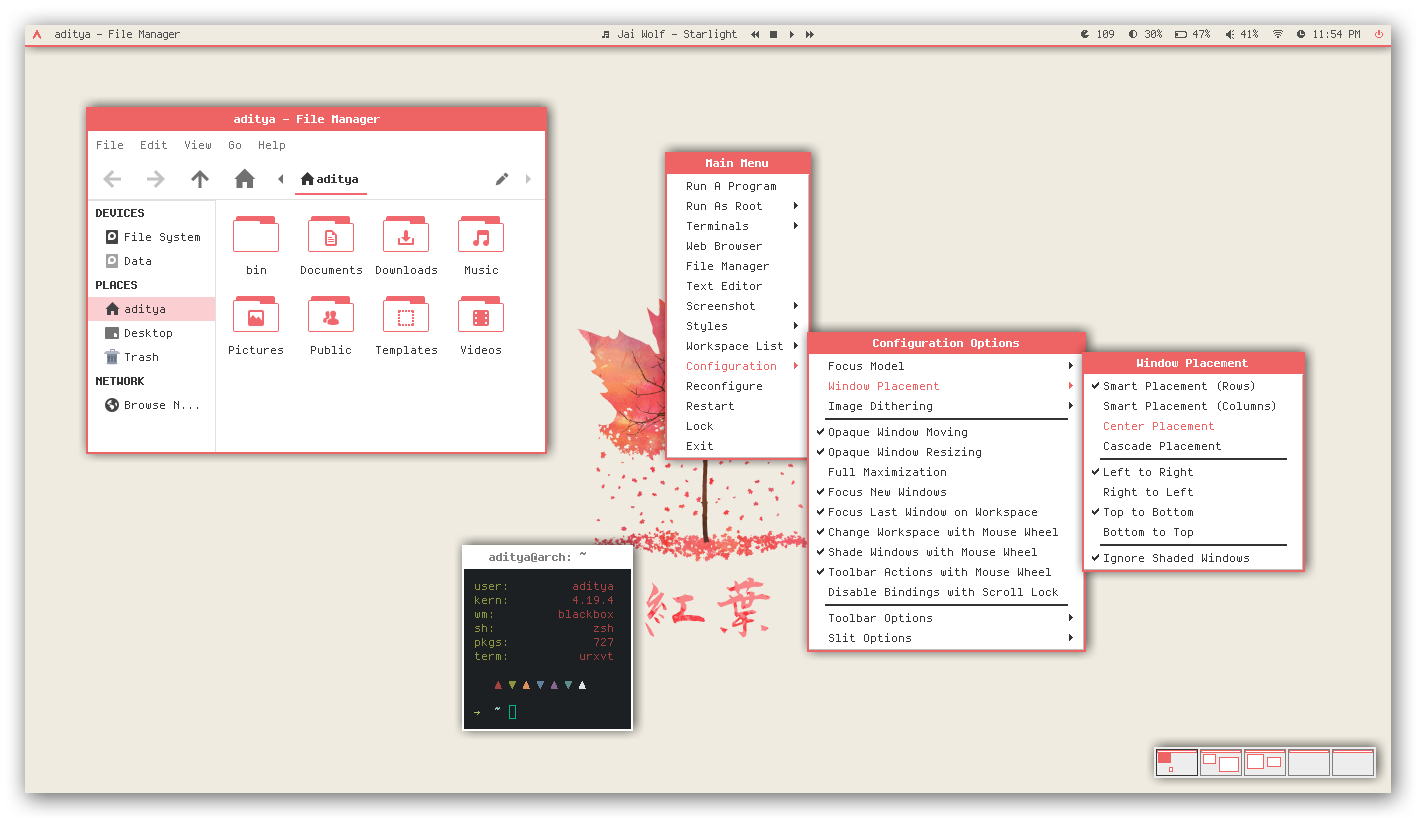 aditya - File Manager
Jai Wolf - Starlight
109 30% 47% 41% 11:54 PM
aditya - File Manager
File Edit View Go Help
aditya
DEVICES
File System
Data
PLACES
aditya
Desktop
Trash
NETWORK
Browse N...
bin Documents Downloads Music
Pictures Public Templates Videos
Main Menu
Run A Program
Run As Root
Terminals
Web Browser
File Manager
Text Editor
Screenshot
Styles
Workspace List
Configuration
Reconfigure
Restart
Lock
Exit
Configuration Options
Focus Model
Window Placement
Image Dithering
Opaque Window Moving
Opaque Window Resizing
Full Maximization
Focus New Windows
Focus Last Window on Workspace
Change Workspace with Mouse Wheel
Shade Windows with Mouse Wheel
Toolbar Actions with Mouse Wheel
Disable Bindings with Scroll Lock
Toolbar Options
Slit Options
Window Placement
Smart Placement (Rows)
Smart Placement (Columns)
Center Placement
Cascade Placement
Left to Right
Right to Left
Top to Bottom
Bottom to Top
Ignore Shaded Windows
aditya@arch: ~
user: aditya
kern: 4.19.4
wm: blackbox
sh: zsh
pkgs: 727
term: urxvt
→ ~
紅葉